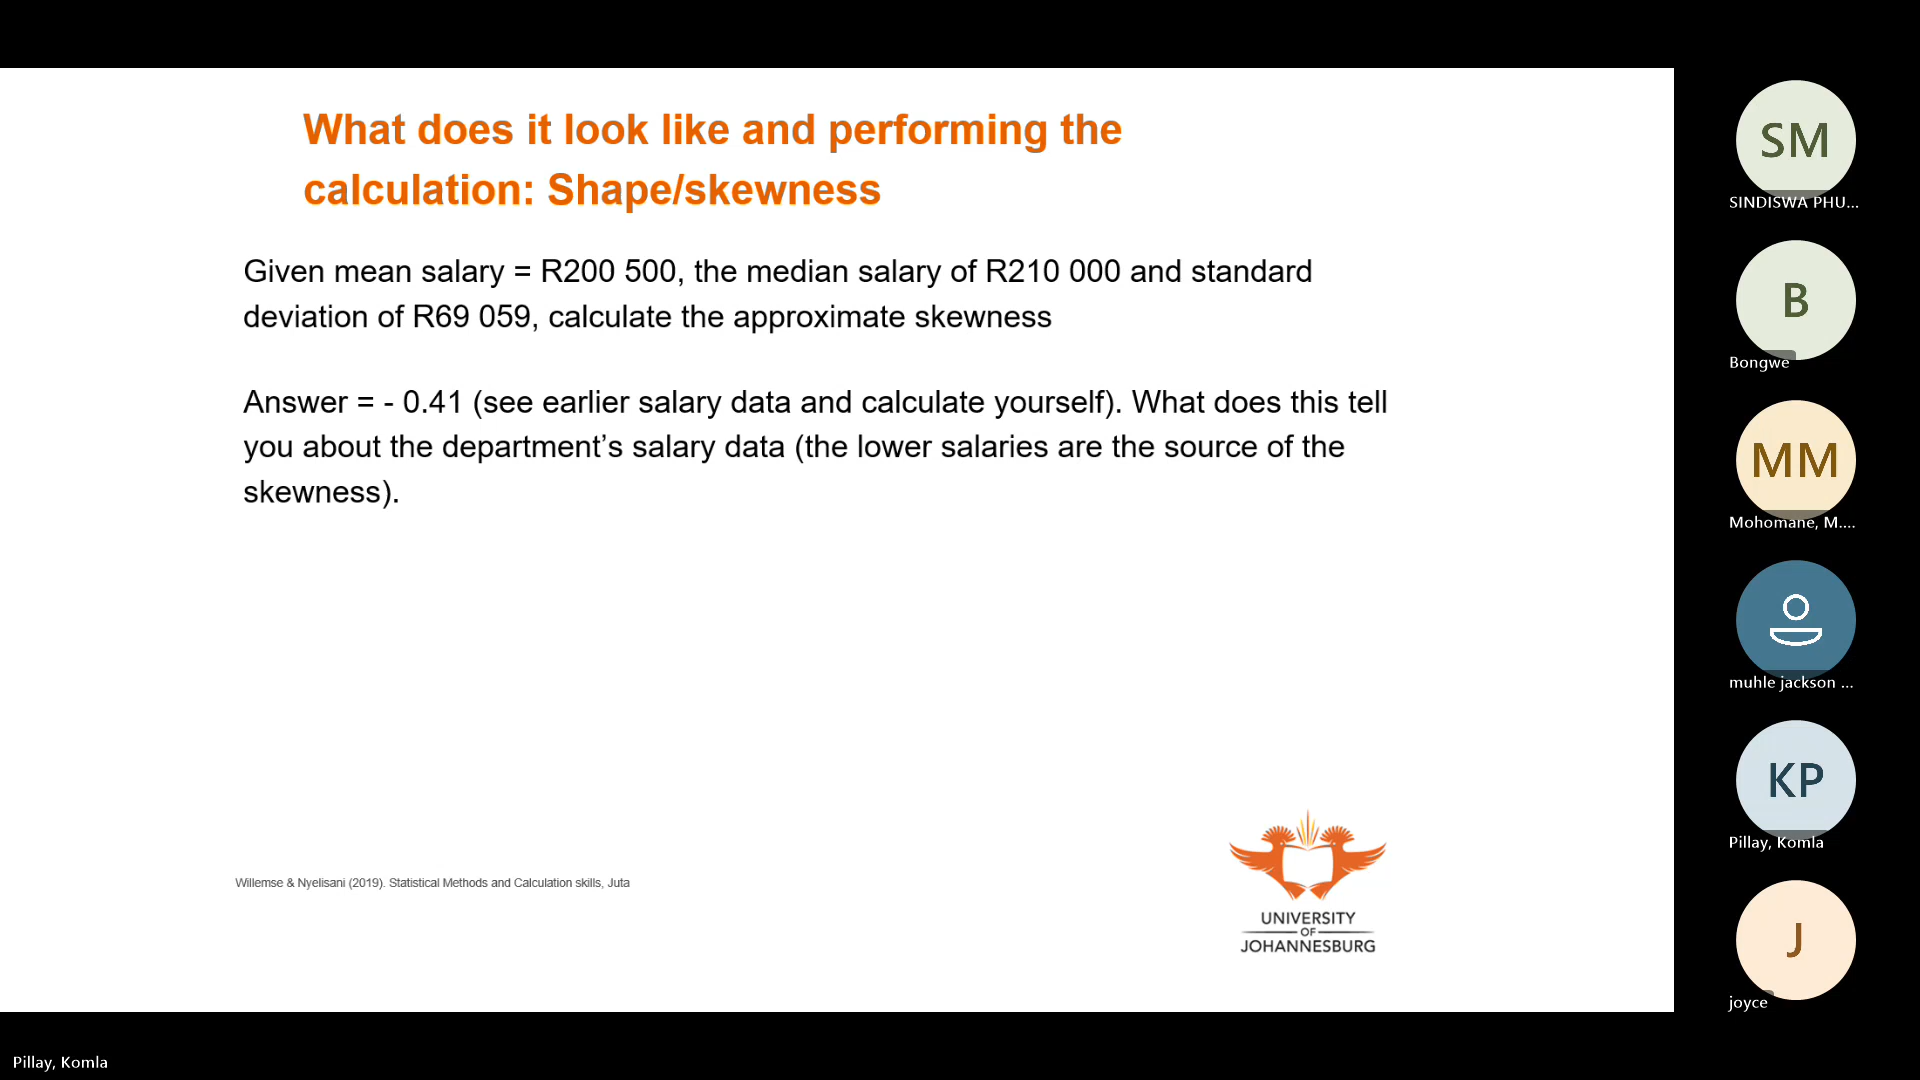 What does it look like and performing the
calculation: Shape/skewness
Given mean salary = R200 500, the median salary of R210 000 and standard
deviation of R69 059, calculate the approximate skewness
Answer = - 0.41 (see earlier salary data and calculate yourself). What does this tell
you about the department’s salary data (the lower salaries are the source of the
skewness).
Willemse & Nyelisani (2019). Statistical Methods and Calculation skills, Juta
UNIVERSITY
OF
JOHANNESBURG
SM
SINDISWA PHU...
B
Bongwe
MM
Mohomane, M....
muhle jackson ...
KP
Pillay, Komla
J
joyce
Pillay, Komla